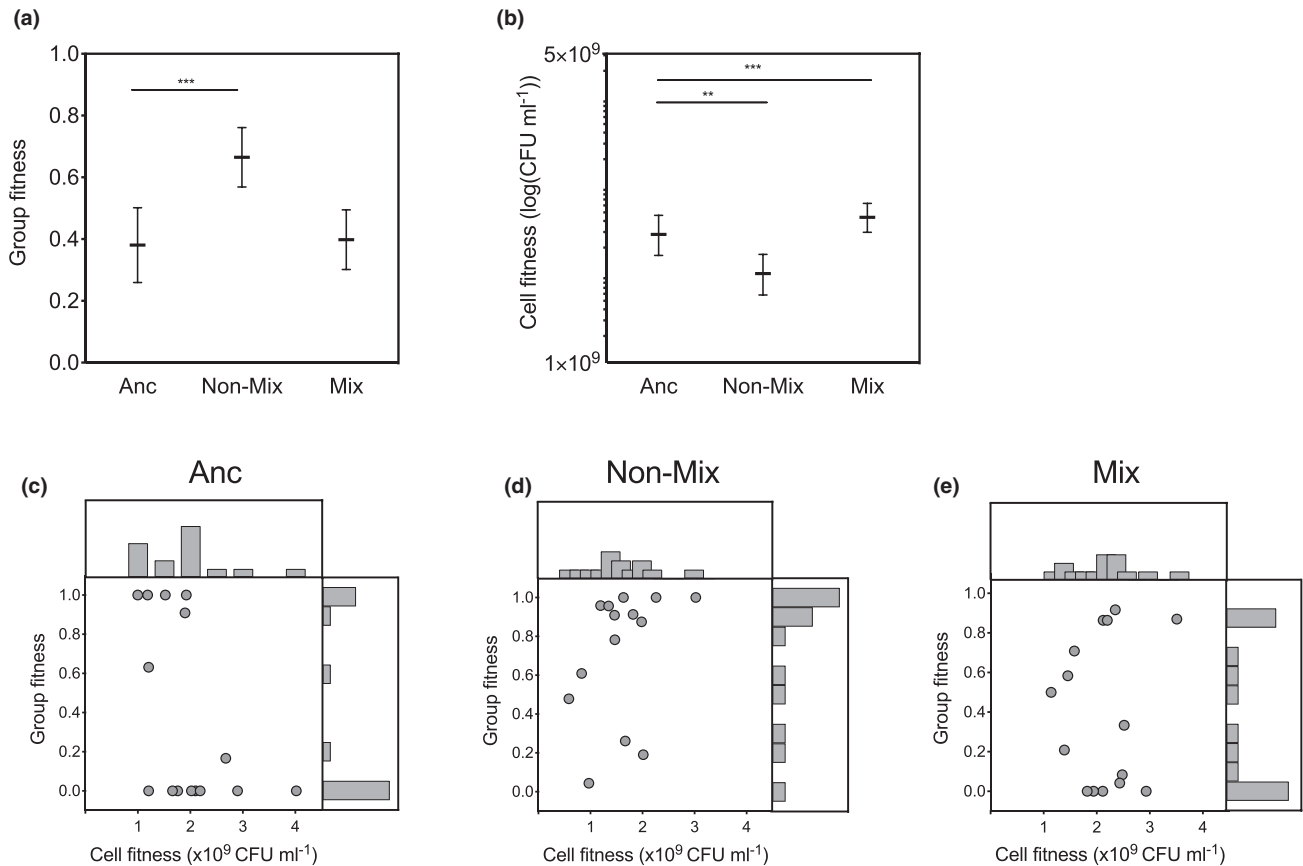 (a)
(b)
1.0
0.8
0.6
0.4
0.2
0.0
Group fitness
***
Anc Non-Mix Mix
5×10⁹
1×10⁹
Cell fitness (log(CFU ml⁻¹))
***
**
Anc Non-Mix Mix
(c)
Anc
1.0
0.8
0.6
0.4
0.2
0.0
Group fitness
1 2 3 4
Cell fitness (x10⁹ CFU ml⁻¹)
(d)
Non-Mix
1.0
0.8
0.6
0.4
0.2
0.0
Group fitness
1 2 3 4
Cell fitness (x10⁹ CFU ml⁻¹)
(e)
Mix
1.0
0.8
0.6
0.4
0.2
0.0
Group fitness
1 2 3 4
Cell fitness (x10⁹ CFU ml⁻¹)